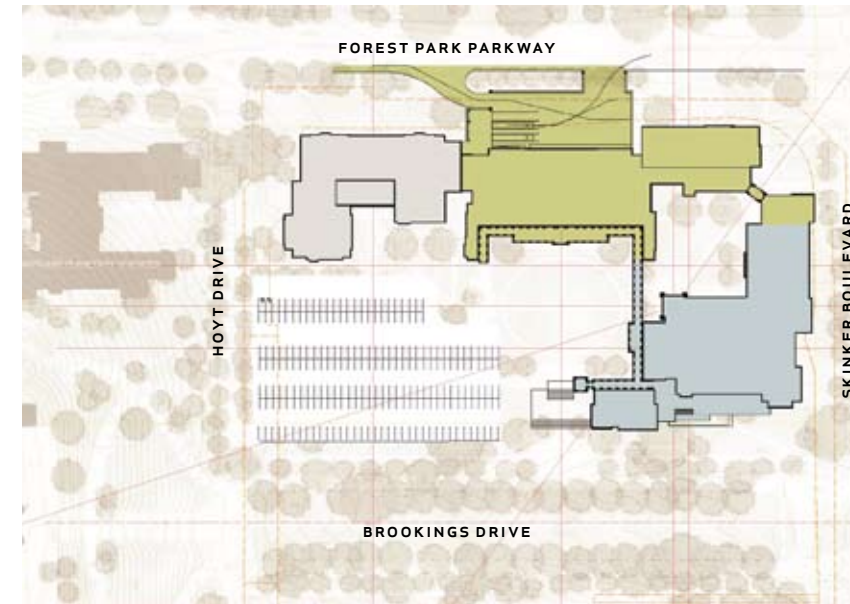 FOREST PARK PARKWAY
HOYT DRIVE
SKINKER BOULEVARD
BROOKINGS DRIVE